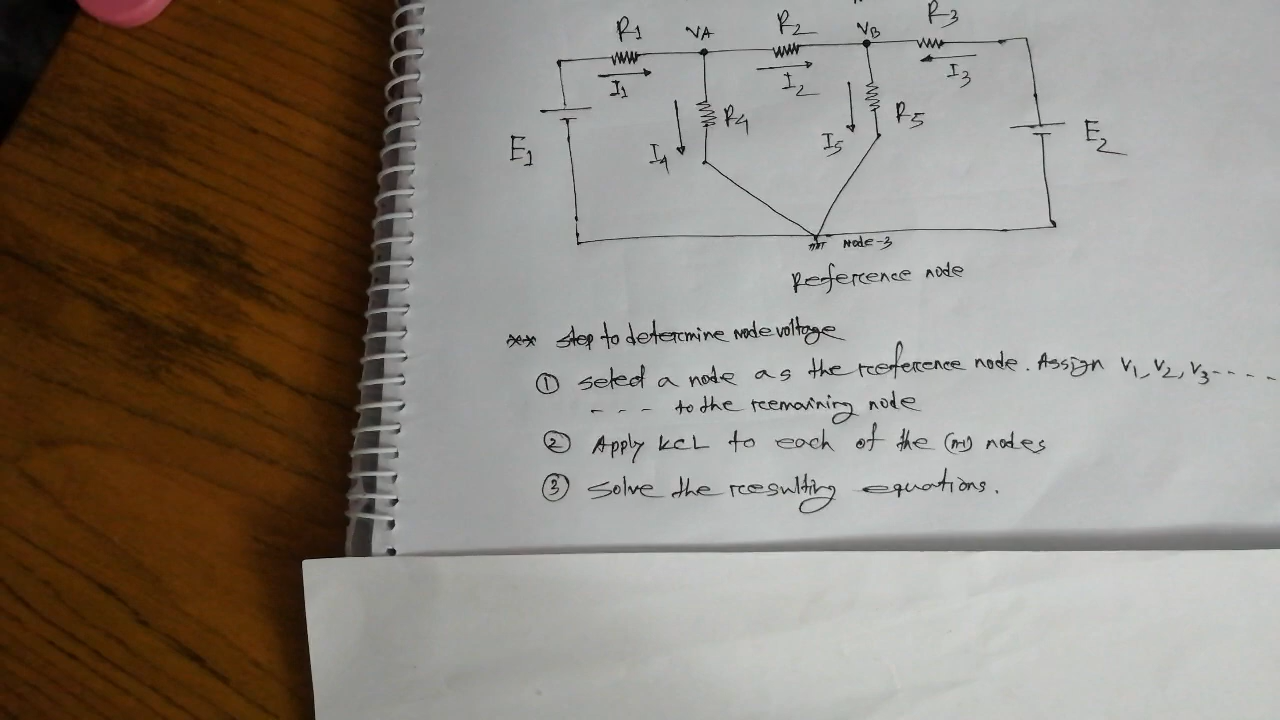 R1 VA R2 VB R3
I1 I2 I3
E1 I4 R4 I5 R5 E2
Node-3
Reference node
** step to determine node voltage
① select a node as the reference node. Assign V1, V2, V3 - - - -
- - - to the remaining node
② Apply KCL to each of the (n-1) nodes
③ Solve the resulting equations.